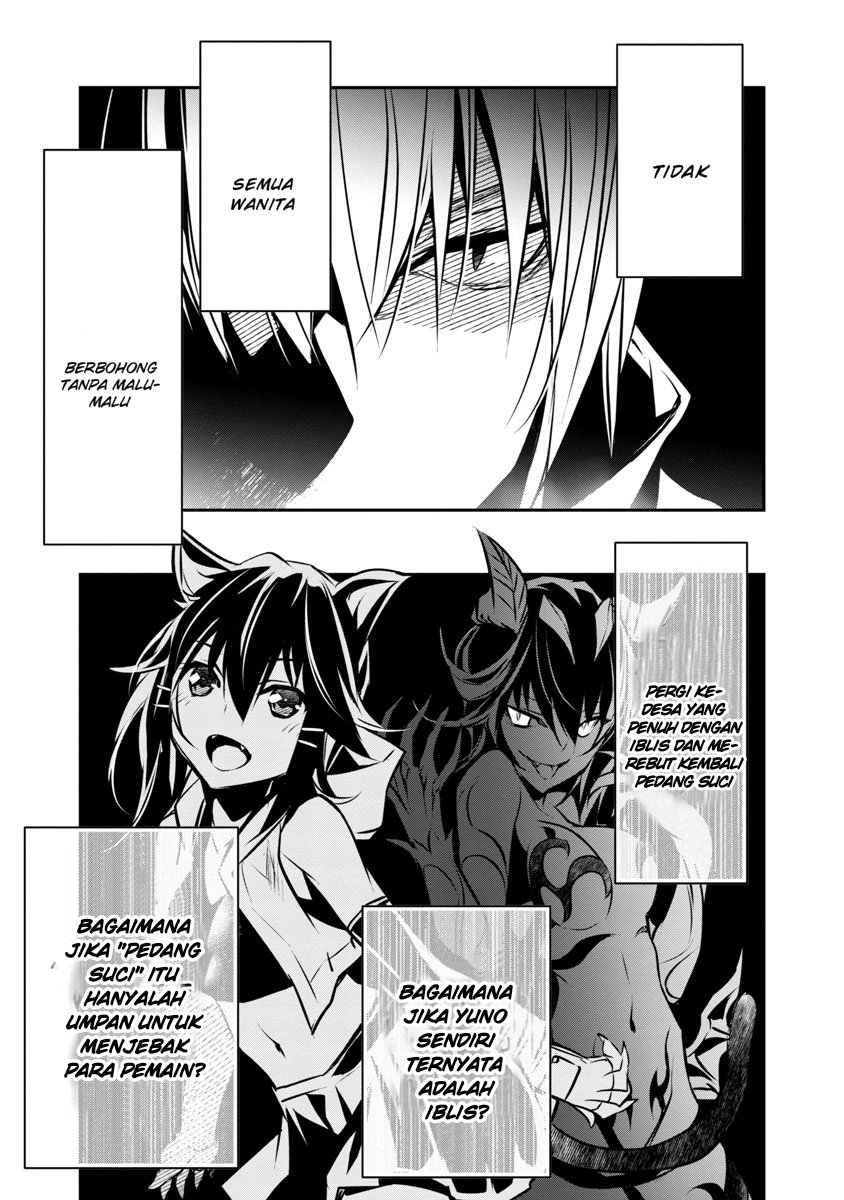 TIDAK
SEMUA
WANITA
BERBOHONG
TANPA MALU-
MALU
PERGI KE-
DESA YANG
PENUH DENGAN
IBLIS DAN ME-
REBUT KEMBALI
PEDANG SUCI
BAGAIMANA
JIKA YUNO
SENDIRI
TERNYATA
ADALAH
IBLIS?
BAGAIMANA
JIKA "PEDANG
SUCI" ITU
HANYALAH
UMPAN UNTUK
MENJEBAK
PARA PEMAIN?